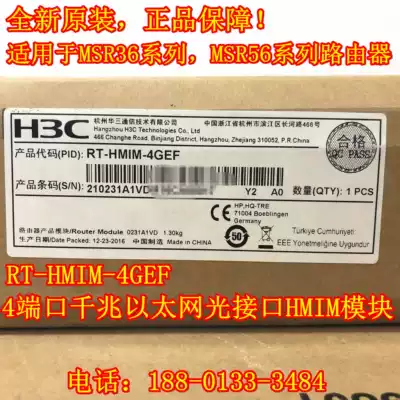 全新原装，正品保障！
适用于MSR36系列，MSR56系列路由器
H3C
杭州华三通信技术有限公司
Hangzhou H3C Technologies Co., Ltd
中国浙江省杭州市滨江区长河路466号
466 Changhe Road, Binjiang District, Hangzhou, Zhejiang 310052, P.R.China
产品代码(PID): RT-HMIM-4GEF
合格
QC PASS
产品条码(S/N): 210231A1VD
Y2 A0
数量(QTY): 1 PCS
路由器产品模块/Router Module 0231A1VD 1.30kg
生产日期/Date Packed: 12-23-2016
中国制造 Made In China
HP,HQ-TRE
71004 Boeblingen
Germany
Türkiye Cumhuriyeti
EEE Yönetmeliğine Uygundur
RT-HMIM-4GEF
4端口千兆以太网光接口HMIM模块
电话：188-0133-3484